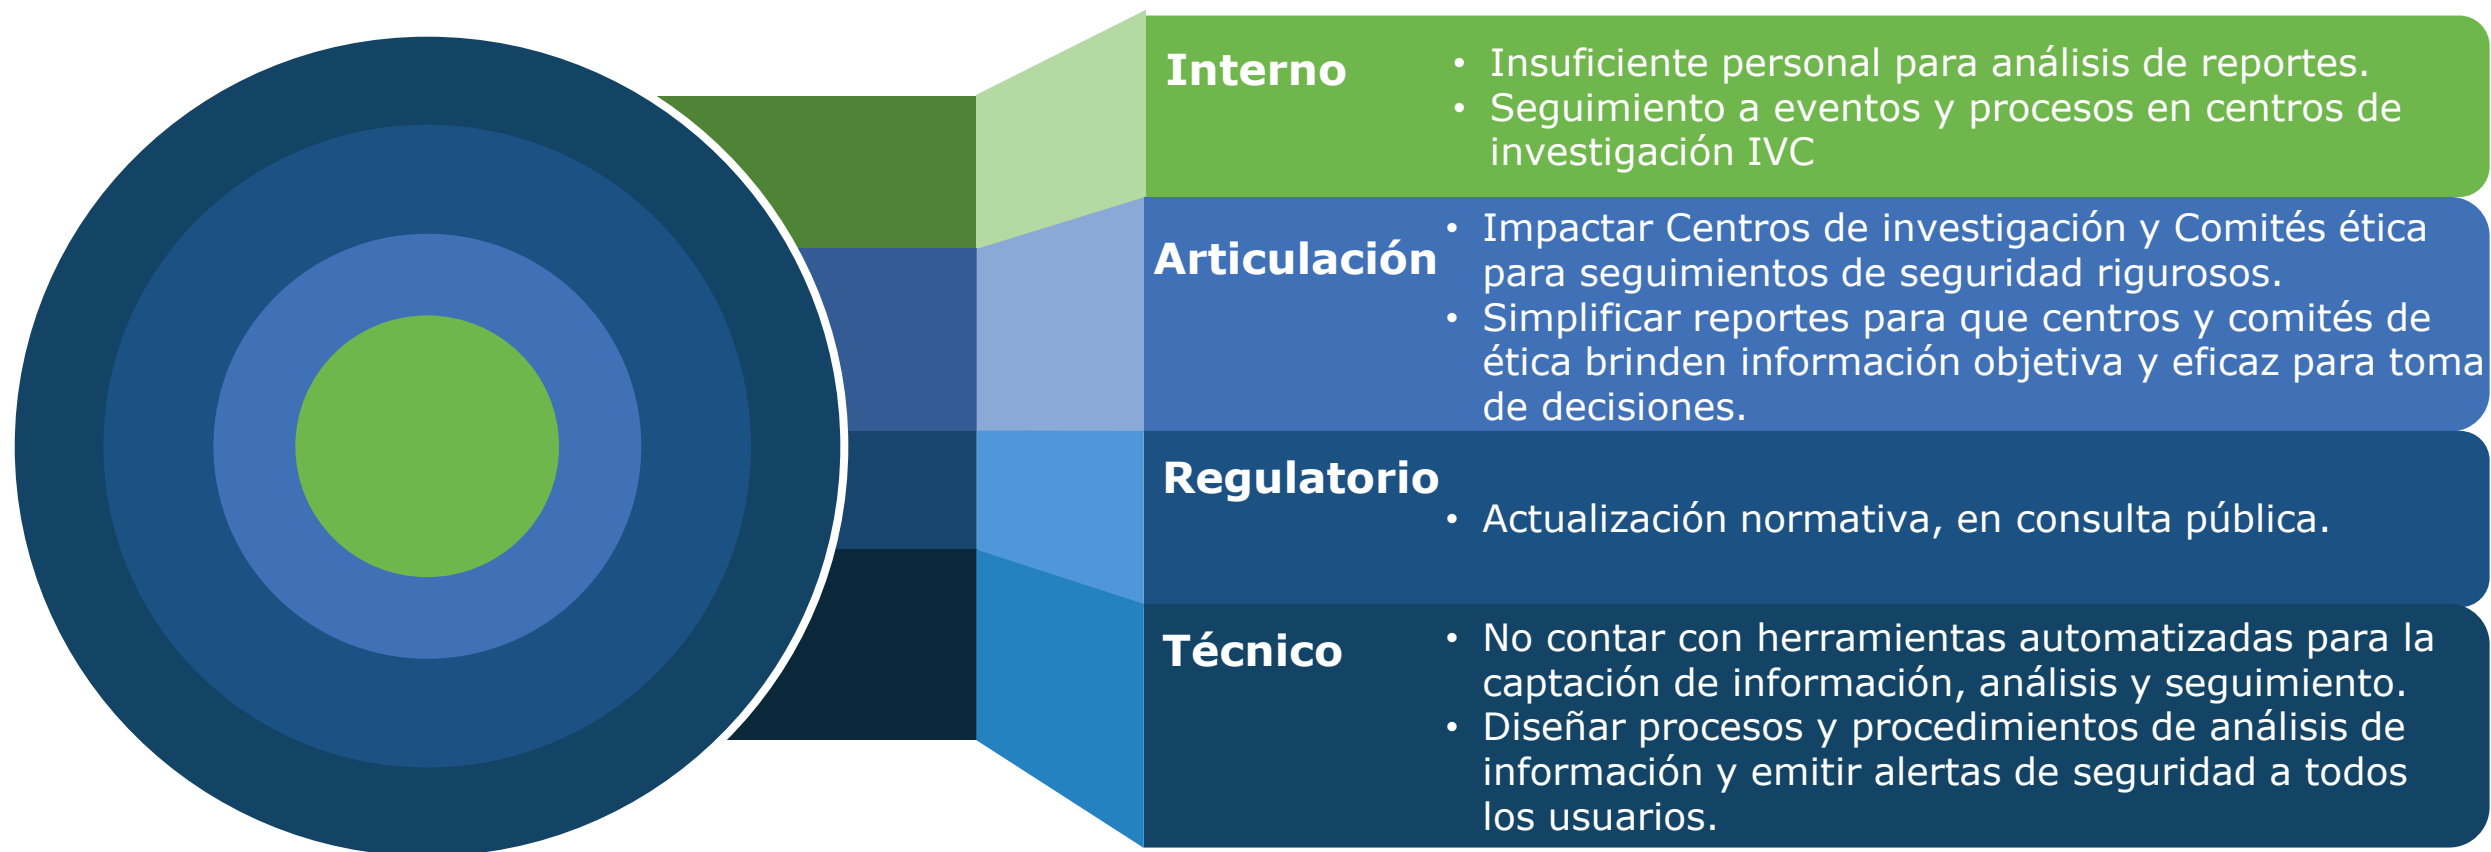 Interno
• Insuficiente personal para análisis de reportes.
• Seguimiento a eventos y procesos en centros de
investigación IVC
Articulación
• Impactar Centros de investigación y Comités ética
para seguimientos de seguridad rigurosos.
• Simplificar reportes para que centros y comités de
ética brinden información objetiva y eficaz para toma
de decisiones.
Regulatorio
• Actualización normativa, en consulta pública.
Técnico
• No contar con herramientas automatizadas para la
captación de información, análisis y seguimiento.
• Diseñar procesos y procedimientos de análisis de
información y emitir alertas de seguridad a todos
los usuarios.